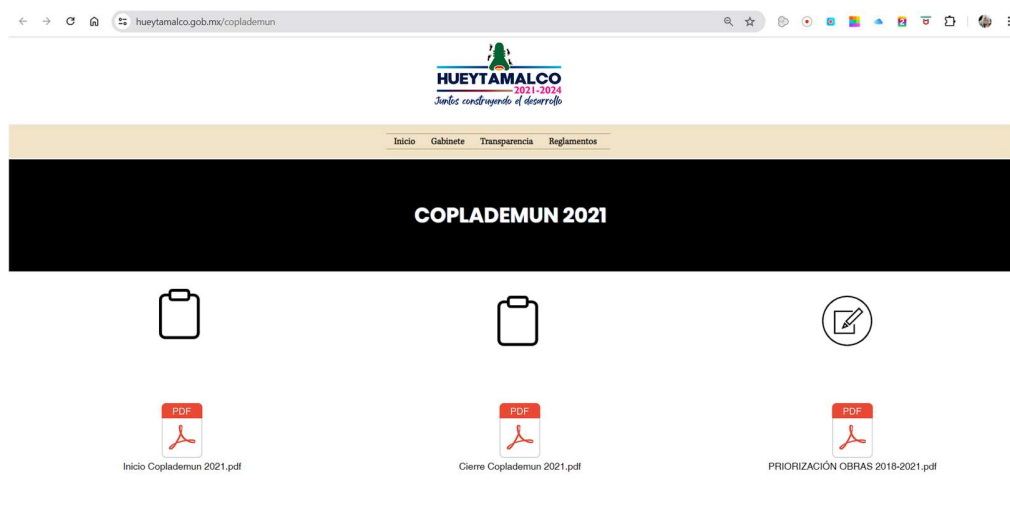 hueytamalco.gob.mx/coplademun
HUEYTAMALCO
2021-2024
Juntos construyendo el desarrollo
Inicio Gabinete Transparencia Reglamentos
COPLADEMUN 2021
PDF PDF PDF
Inicio Coplademun 2021.pdf Cierre Coplademun 2021.pdf PRIORIZACIÓN OBRAS 2018-2021.pdf